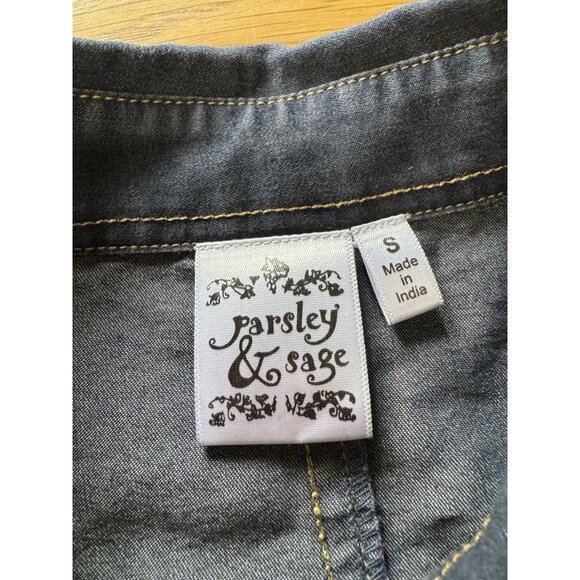 parsley
& sage
S
Made
in
India